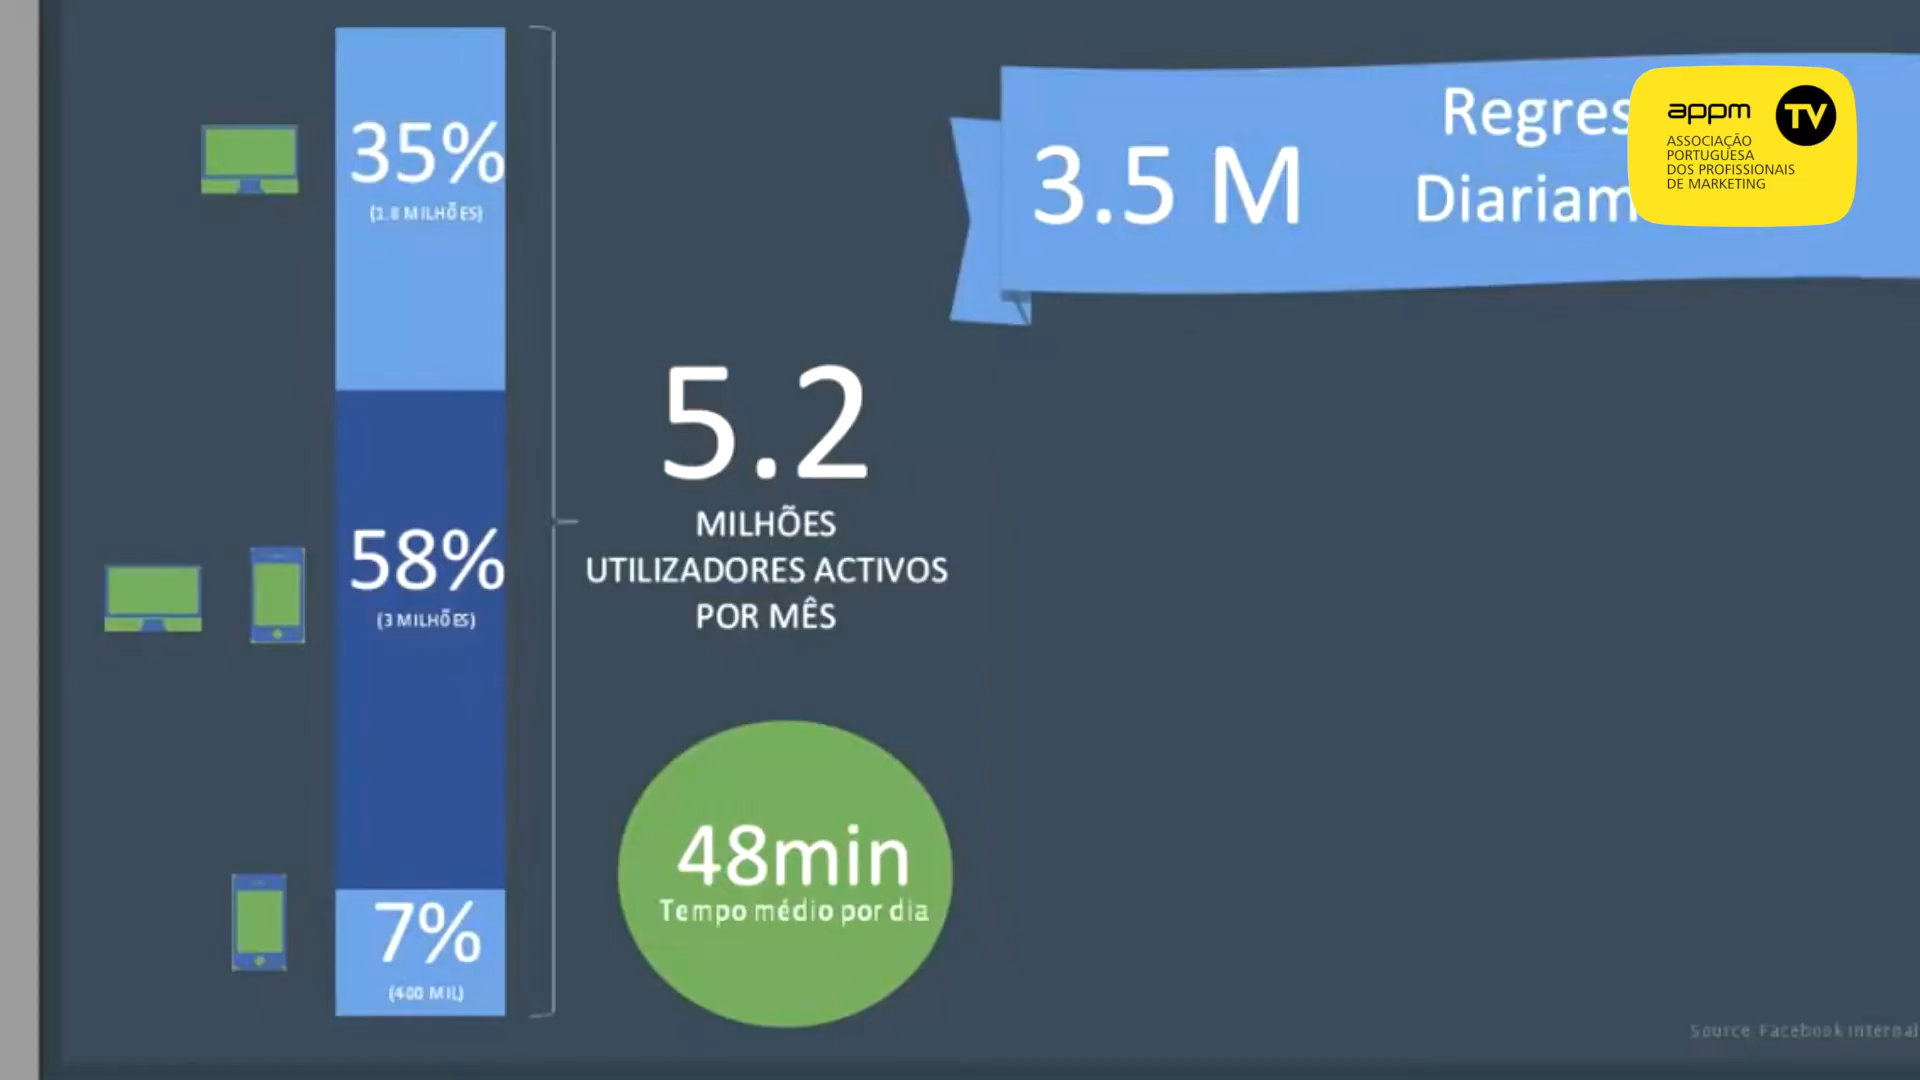 35%
(1.8 MILHÕES)
58%
(3 MILHÕES)
7%
(400 MIL)
5.2
MILHÕES
UTILIZADORES ACTIVOS
POR MÊS
48min
Tempo médio por dia
3.5 M
Regres
Diariam
appm TV
ASSOCIAÇÃO
PORTUGUESA
DOS PROFISSIONAIS
DE MARKETING
Source: Facebook internal